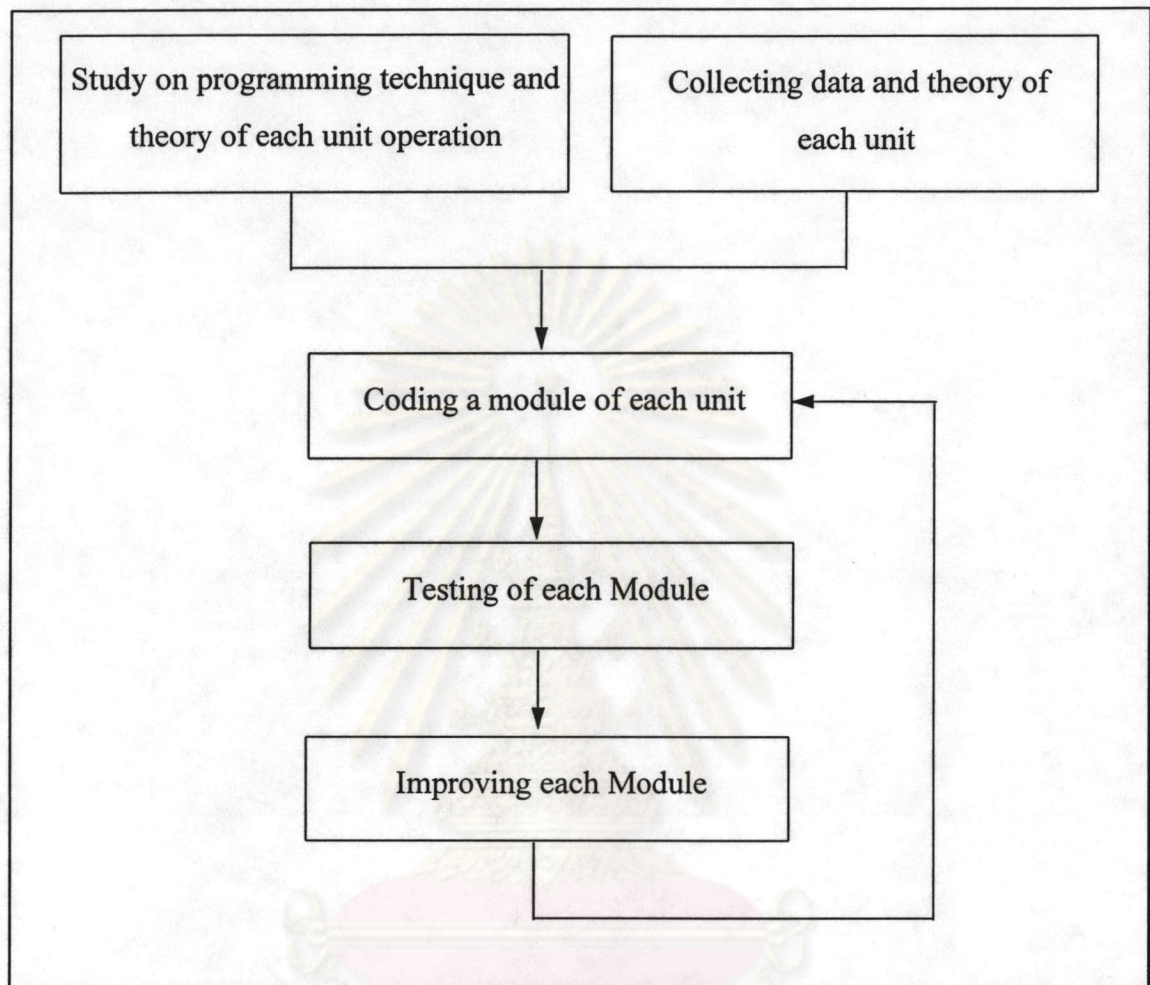 Study on programming technique and
theory of each unit operation
Collecting data and theory of
each unit
Coding a module of each unit
Testing of each Module
Improving each Module